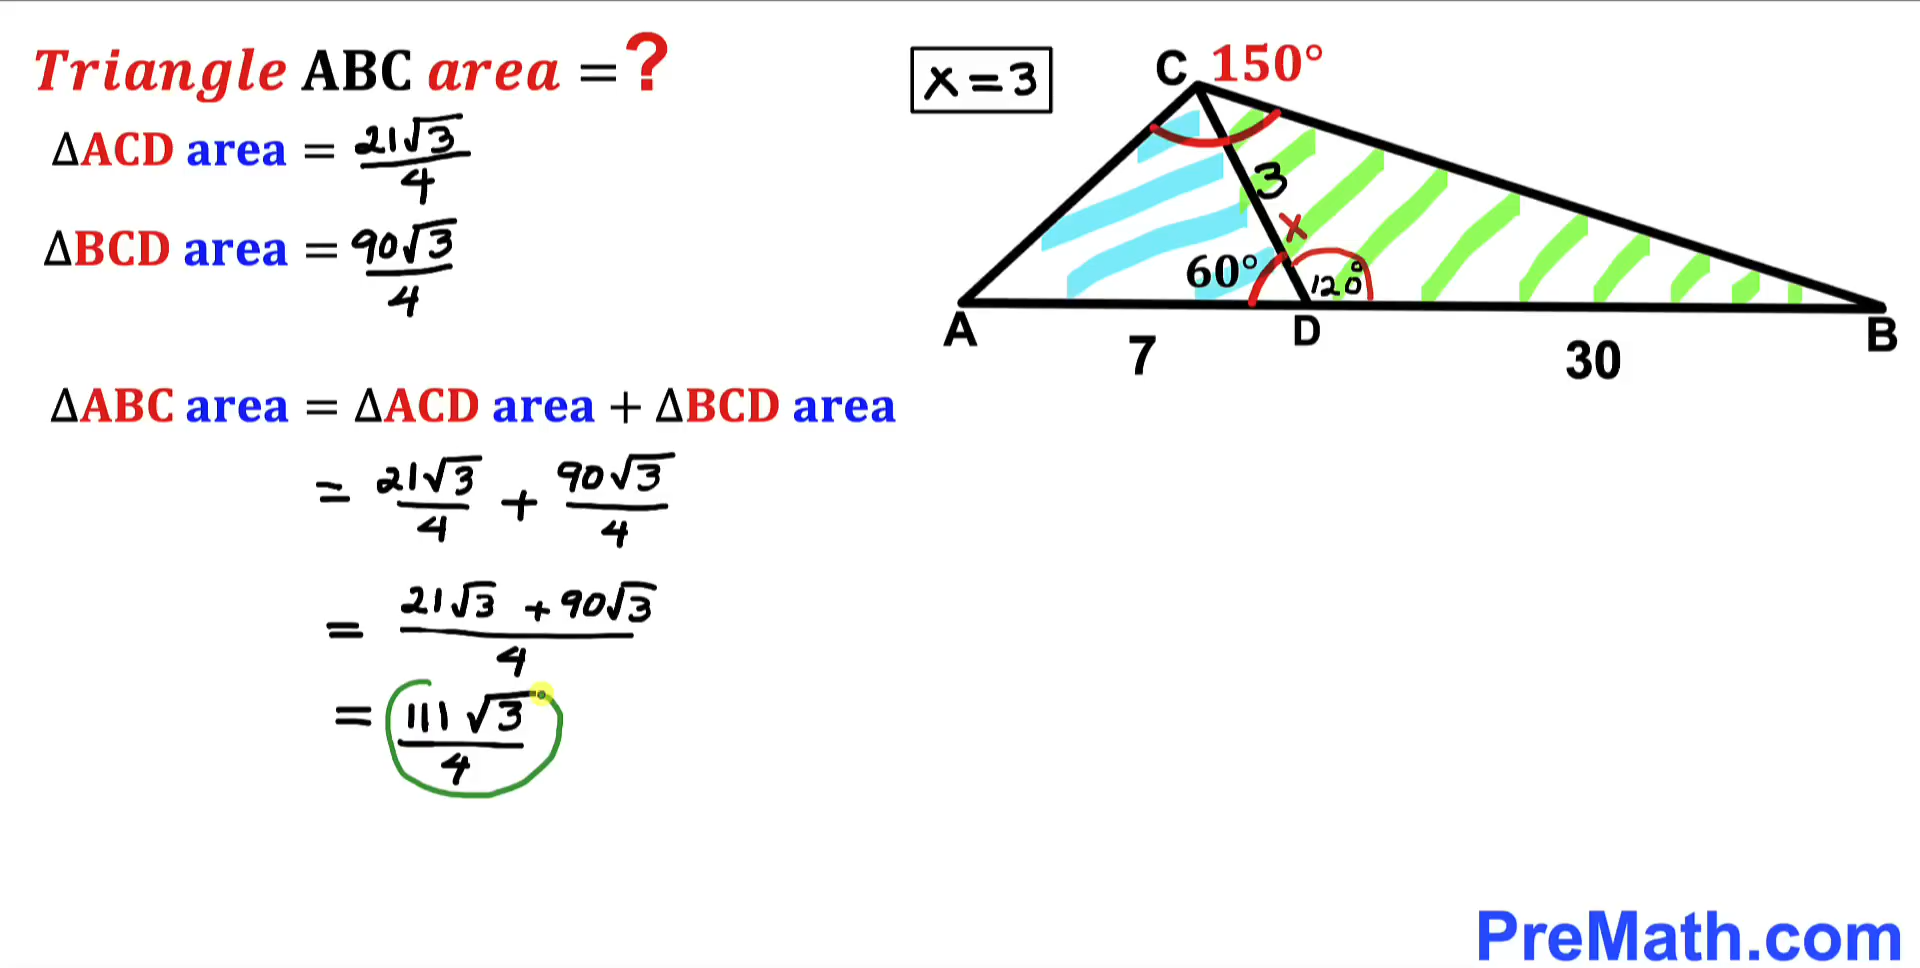 Triangle ABC area = ?
x = 3
C 150°
ΔACD area = 21√3/4
ΔBCD area = 90√3/4
3
x
60°
120°
A
D
B
7
30
ΔABC area = ΔACD area + ΔBCD area
= 21√3/4 + 90√3/4
= 21√3 + 90√3/4
= 111√3/4
PreMath.com